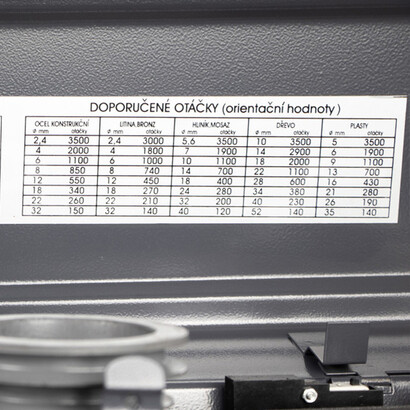 DOPORUČENÉ OTÁČKY (orientační hodnoty)
OCEL KONSTRUKČNÍ LITINA,BRONZ HLINÍK,MOSAZ DŘEVO PLASTY
ø mm otáčky ø mm otáčky ø mm otáčky ø mm otáčky ø mm otáčky
2,4 3500 2,4 3000 5,6 3500 10 3500 5 3500
4 2000 4 1800 7 1900 14 2900 6 1900
6 1100 6 1000 10 1100 18 2000 9 1100
8 850 8 740 14 700 22 1100 13 700
12 550 12 450 18 400 28 600 16 430
18 340 18 270 24 280 34 380 21 280
22 260 22 210 32 200 40 230 26 190
32 150 32 140 40 120 52 140 35 140